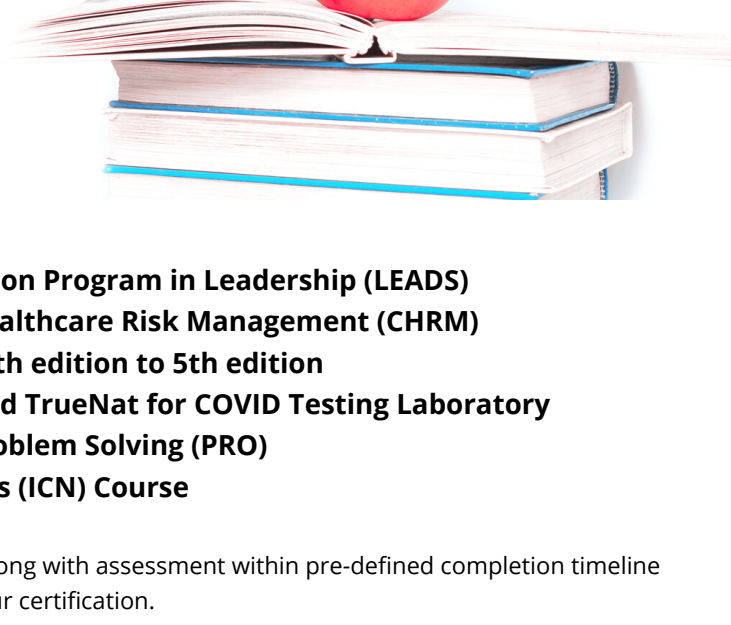 on Program in Leadership (LEADS)
althcare Risk Management (CHRM)
th edition to 5th edition
d TrueNat for COVID Testing Laboratory
oblem Solving (PRO)
s (ICN) Course
ong with assessment within pre-defined completion timeline
ur certification.